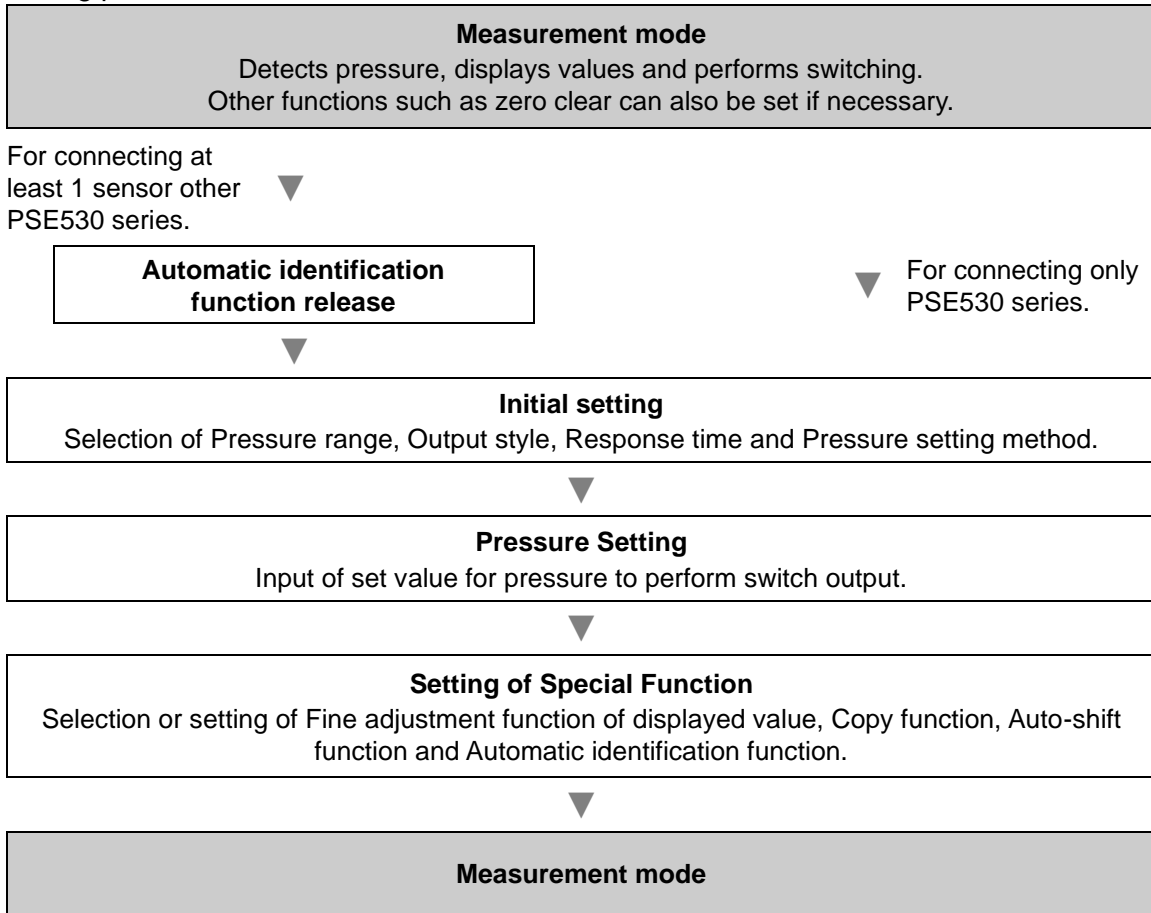 Measurement mode
Detects pressure, displays values and performs switching.
Other functions such as zero clear can also be set if necessary.
For connecting at
least 1 sensor other
PSE530 series.
Automatic identification
function release
For connecting only
PSE530 series.
Initial setting
Selection of Pressure range, Output style, Response time and Pressure setting method.
Pressure Setting
Input of set value for pressure to perform switch output.
Setting of Special Function
Selection or setting of Fine adjustment function of displayed value, Copy function, Auto-shift
function and Automatic identification function.
Measurement mode